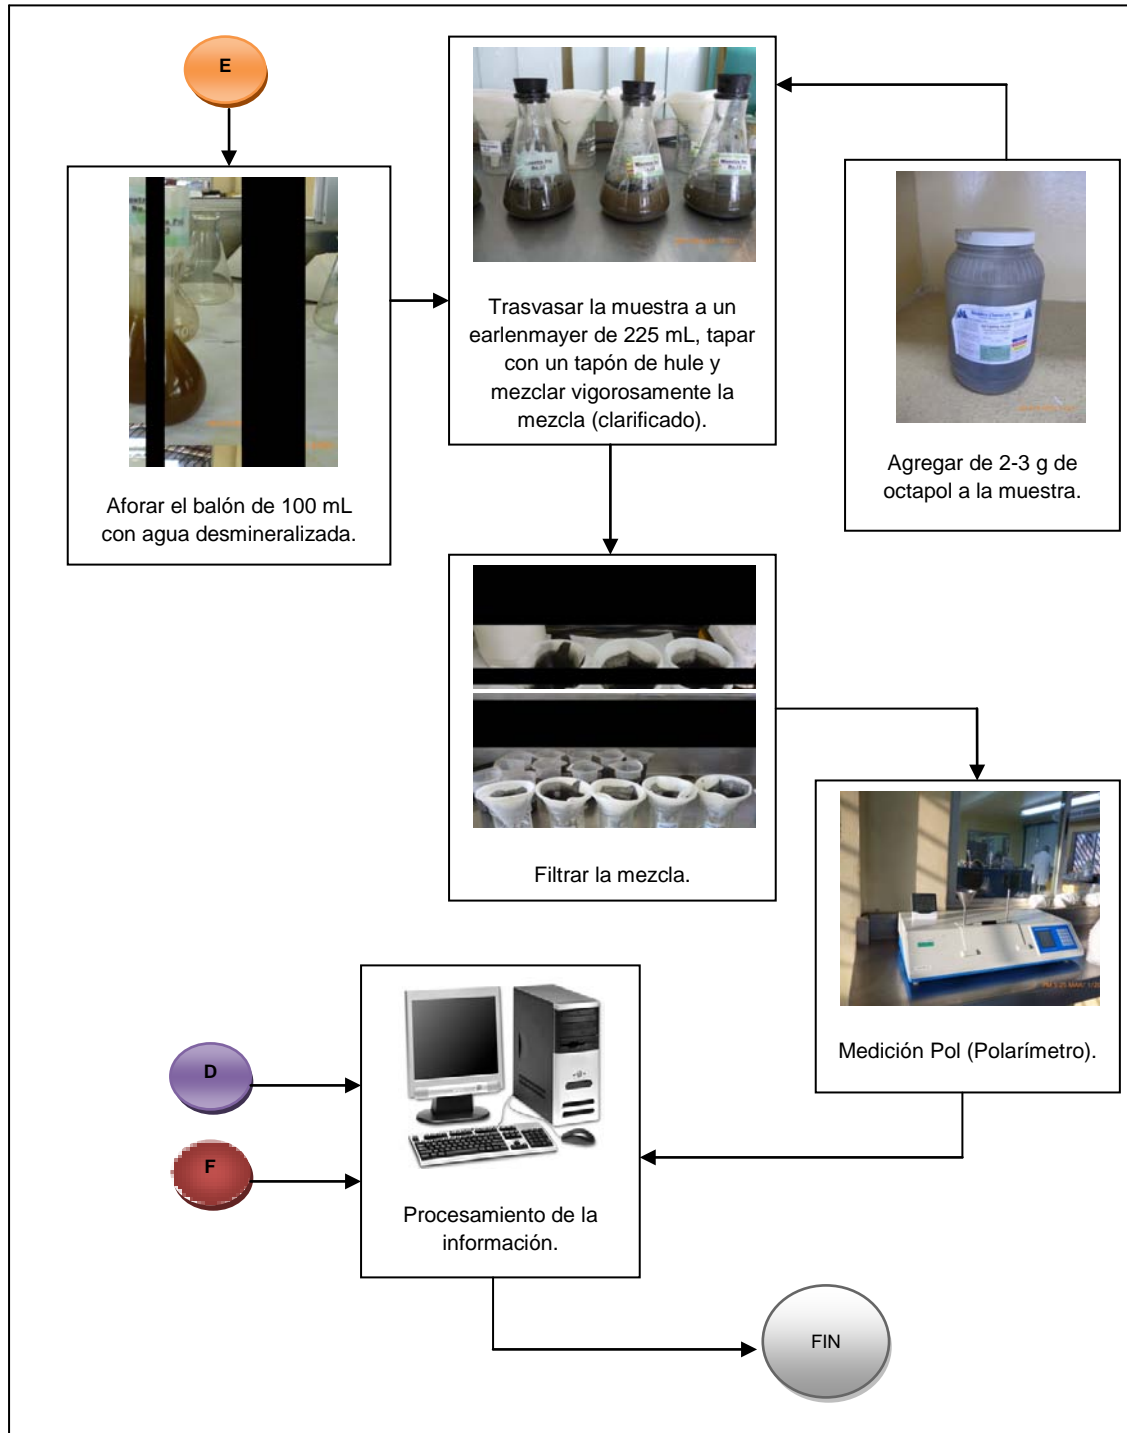 E
Aforar el balón de 100 mL
con agua desmineralizada.
Trasvasar la muestra a un
earlenmayer de 225 mL, tapar
con un tapón de hule y
mezclar vigorosamente la
mezcla (clarificado).
Agregar de 2-3 g de
octapol a la muestra.
Filtrar la mezcla.
Medición Pol (Polarímetro).
D
F
Procesamiento de la
información.
FIN